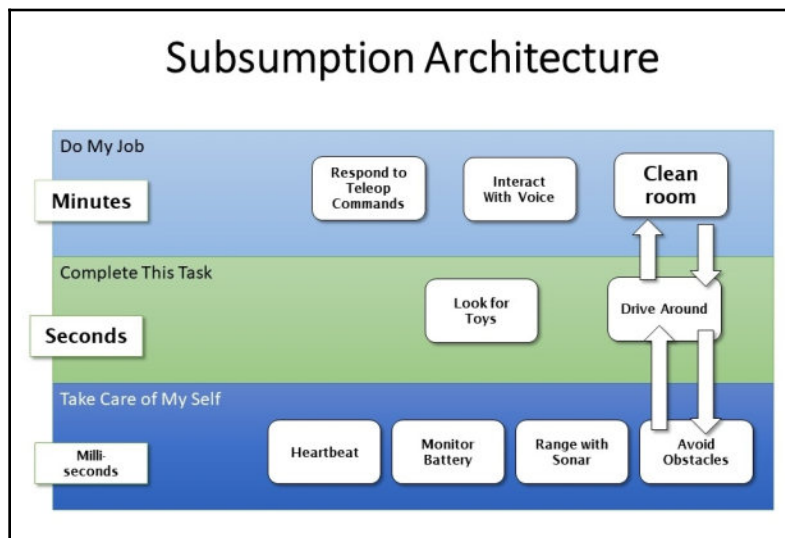 Subsumption Architecture
Do My Job
Minutes
Respond to
Teleop
Commands
Interact
With Voice
Clean
room
Complete This Task
Seconds
Look for
Toys
Drive Around
Take Care of My Self
Milli-
seconds
Heartbeat
Monitor
Battery
Range with
Sonar
Avoid
Obstacles